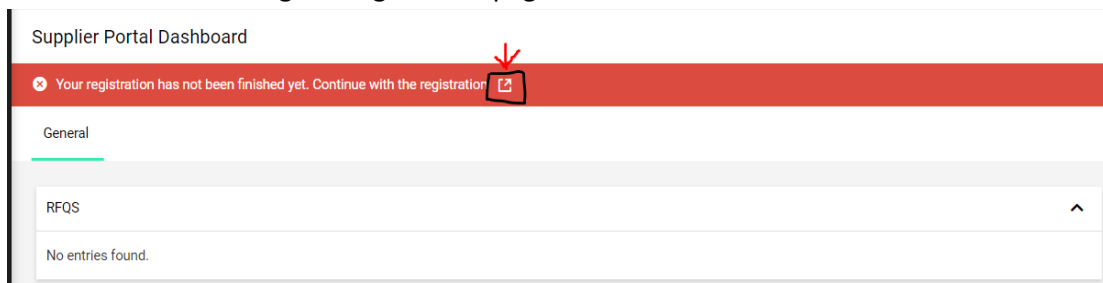 Supplier Portal Dashboard
Your registration has not been finished yet. Continue with the registration
General
RFQS
No entries found.